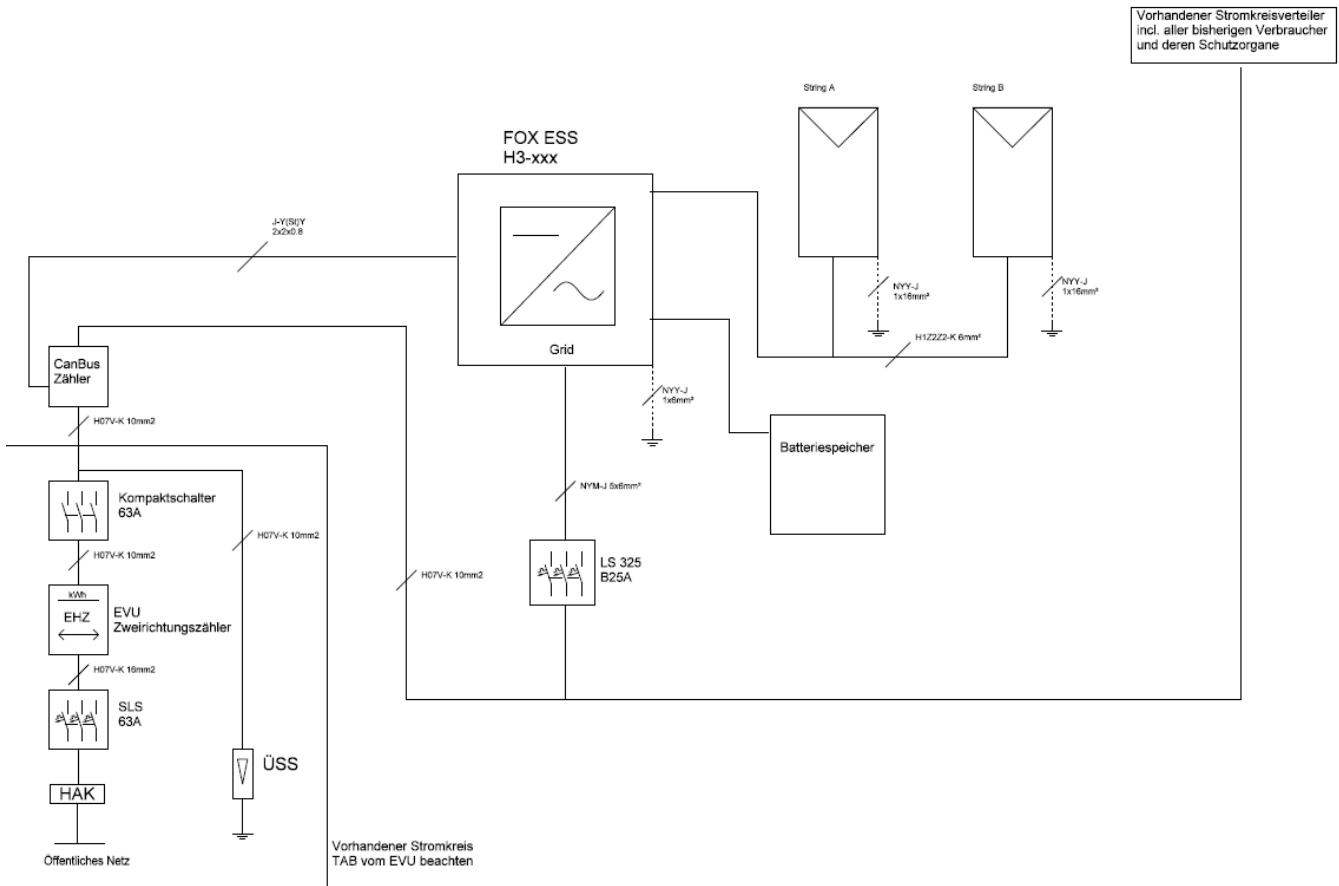 Vorhandener Stromkreisverteiler
incl. aller bisherigen Verbraucher
und deren Schutzorgane
String A
String B
FOX ESS
H3-xxx
J-Y(St)Y
2x2x0.8
NYY-J
1x16mm²
NYY-J
1x16mm²
H1Z2Z2-K 6mm²
Grid
CanBus
Zähler
NYY-J
1x6mm²
H07V-K 10mm2
Batteriespeicher
Kompaktschalter
63A
NYM-J 5x6mm²
H07V-K 10mm2
H07V-K 10mm2
LS 325
B25A
H07V-K 10mm2
kWh
EHZ
EVU
Zweirichtungszähler
H07V-K 16mm2
SLS
63A
ÜSS
HAK
Öffentliches Netz
Vorhandener Stromkreis
TAB vom EVU beachten